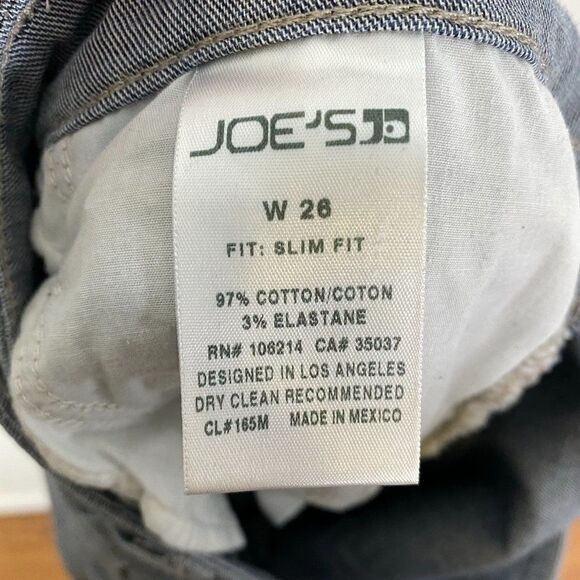 JOE'S JD
W 26
FIT: SLIM FIT
97% COTTON/COTON
3% ELASTANE
RN# 106214 CA# 35037
DESIGNED IN LOS ANGELES
DRY CLEAN RECOMMENDED
CL#165M MADE IN MEXICO